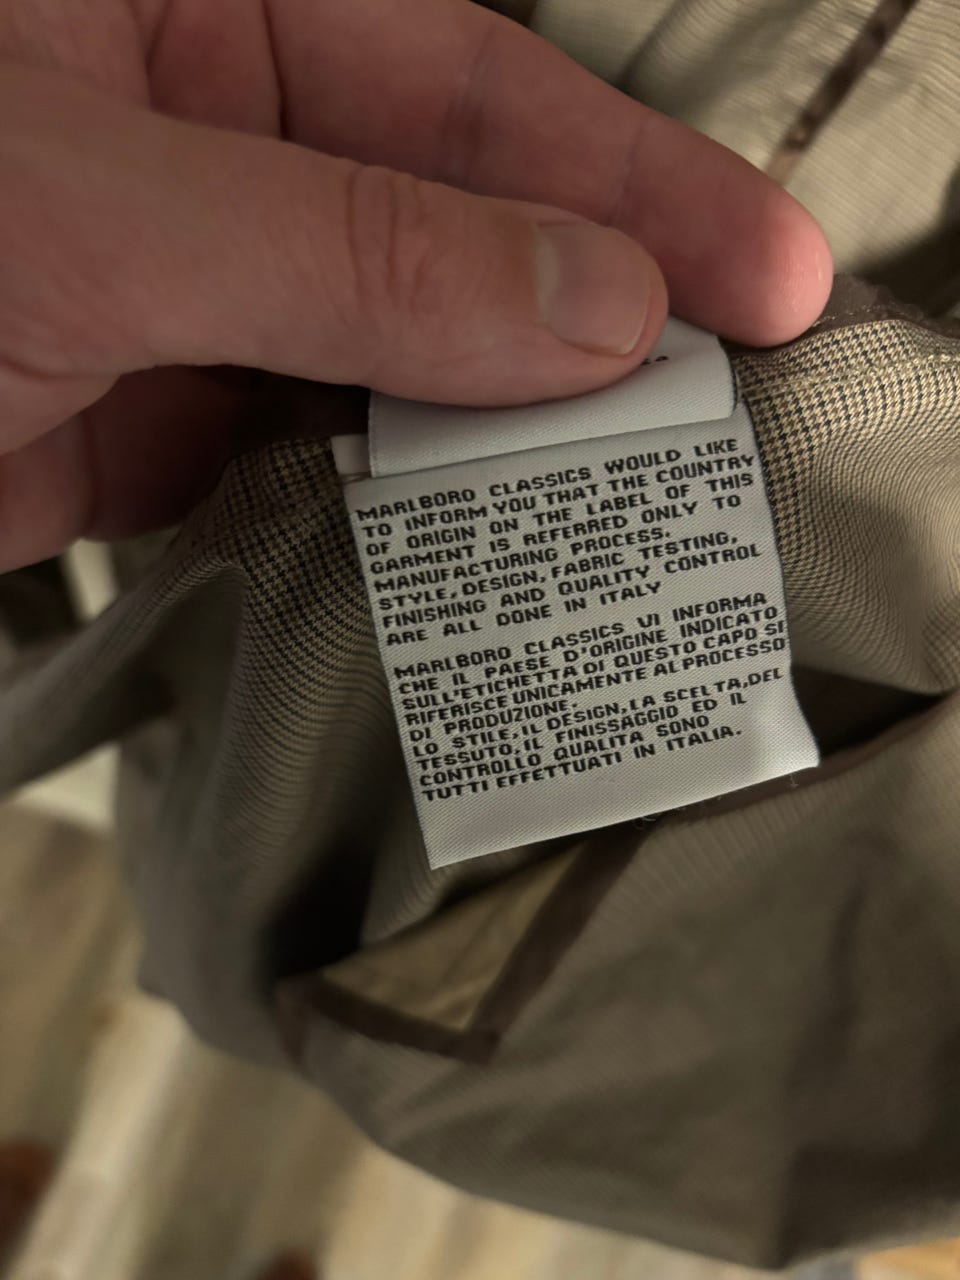 MARLBORO CLASSICS WOULD LIKE
TO INFORM YOU THAT THE COUNTRY
OF ORIGIN ON THE LABEL OF THIS
GARMENT IS REFERRED ONLY TO
MANUFACTURING PROCESS.
STYLE, DESIGN, FABRIC TESTING,
FINISHING AND QUALITY CONTROL
ARE ALL DONE IN ITALY
MARLBORO CLASSICS VI INFORMA
CHE IL PAESE D'ORIGINE INDICATO
SULL'ETICHETTA DI QUESTO CAPO SI
RIFERISCE UNICAMENTE AL PROCESSO
DI PRODUZIONE.
LO STILE, IL DESIGN, LA SCELTA, DEL
TESSUTO, IL FINISSAGGIO ED IL
CONTROLLO QUALITA SONO
TUTTI EFFETTUATI IN ITALIA.